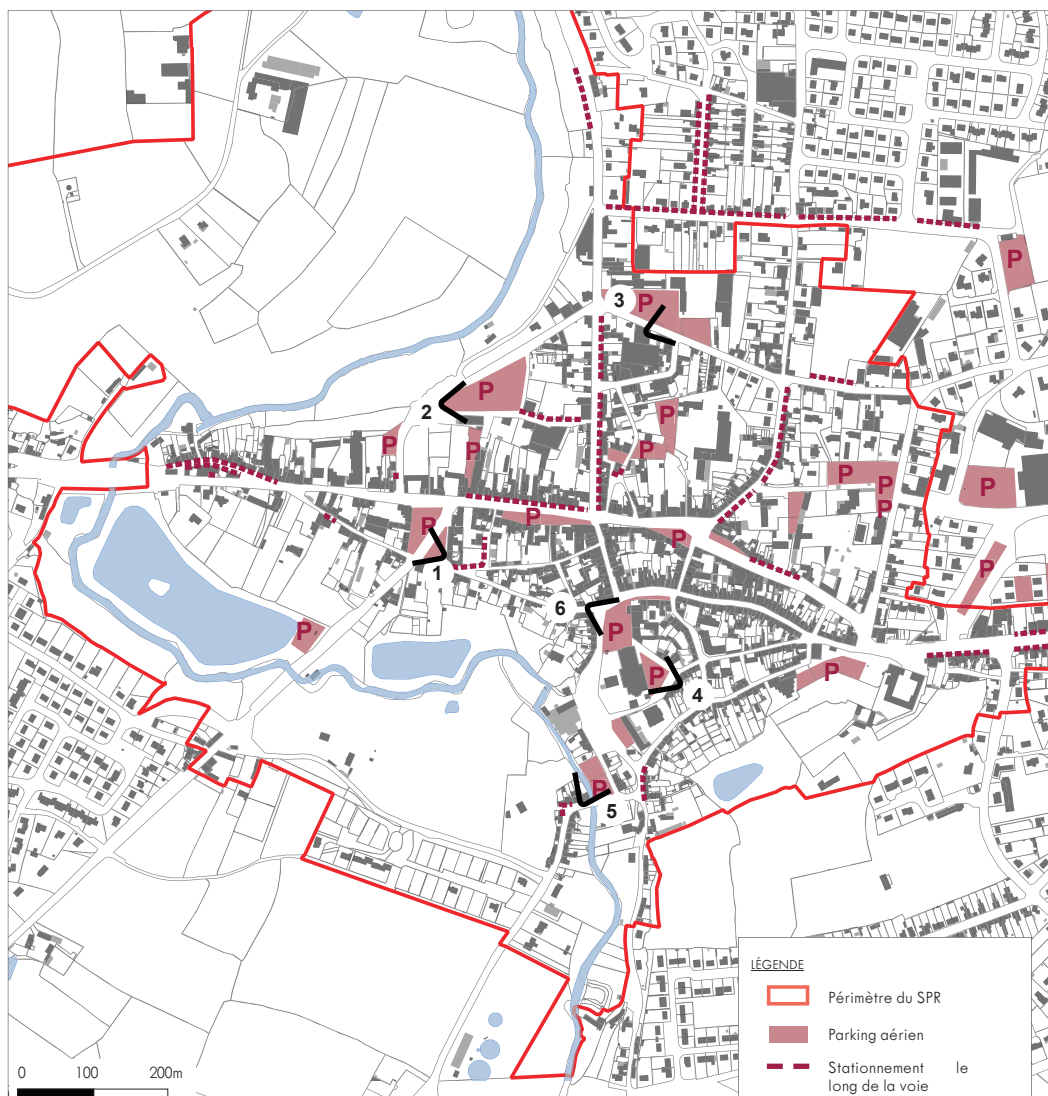 P
3
P
P
2
P
P
P
P
P
P
P
P
P
P
P
P
1
6
P
P
P
P
4
P
5
LÉGENDE
Périmètre du SPR
Parking aérien
Stationnement le
long de la voie
0 100 200m